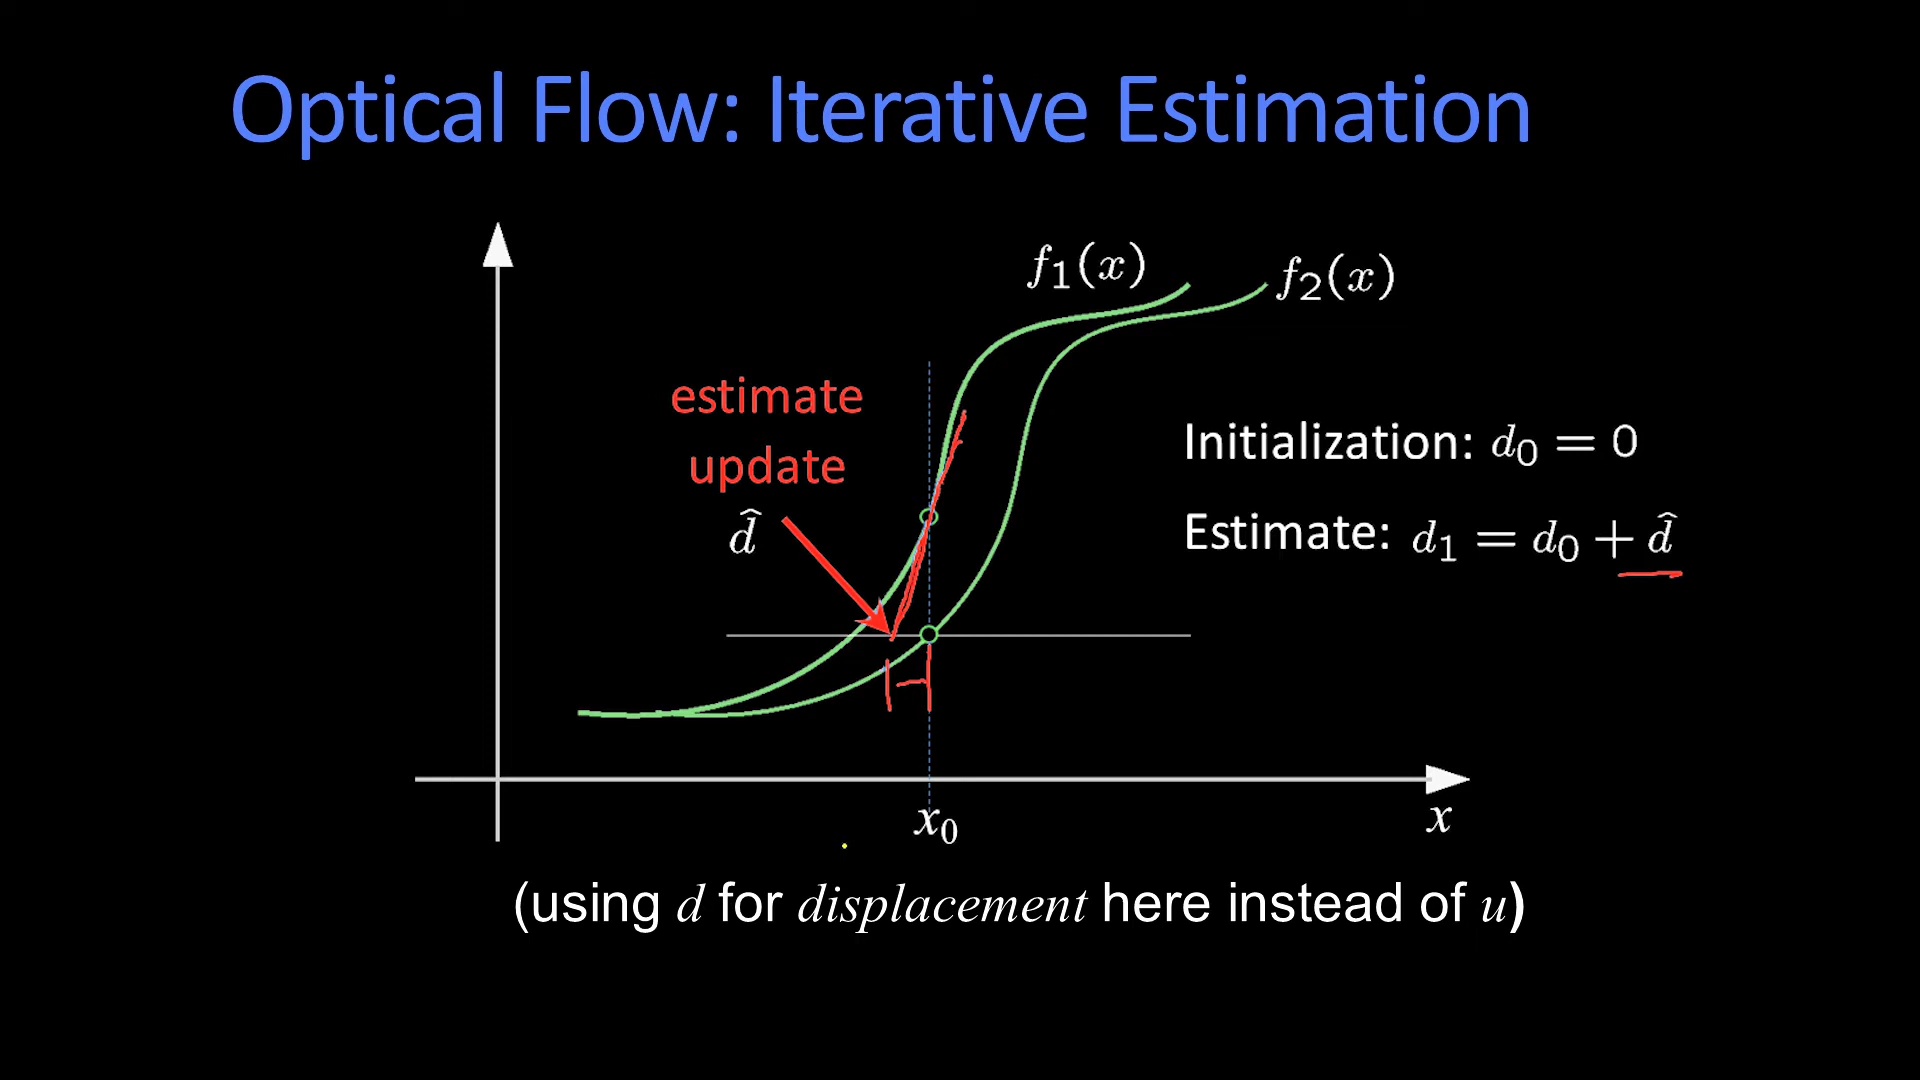 Optical Flow: Iterative Estimation
f₁(x)
f₂(x)
estimate
update
d̂
Initialization: d₀ = 0
Estimate: d₁ = d₀ + d̂
x₀
x
(using d for displacement here instead of u)